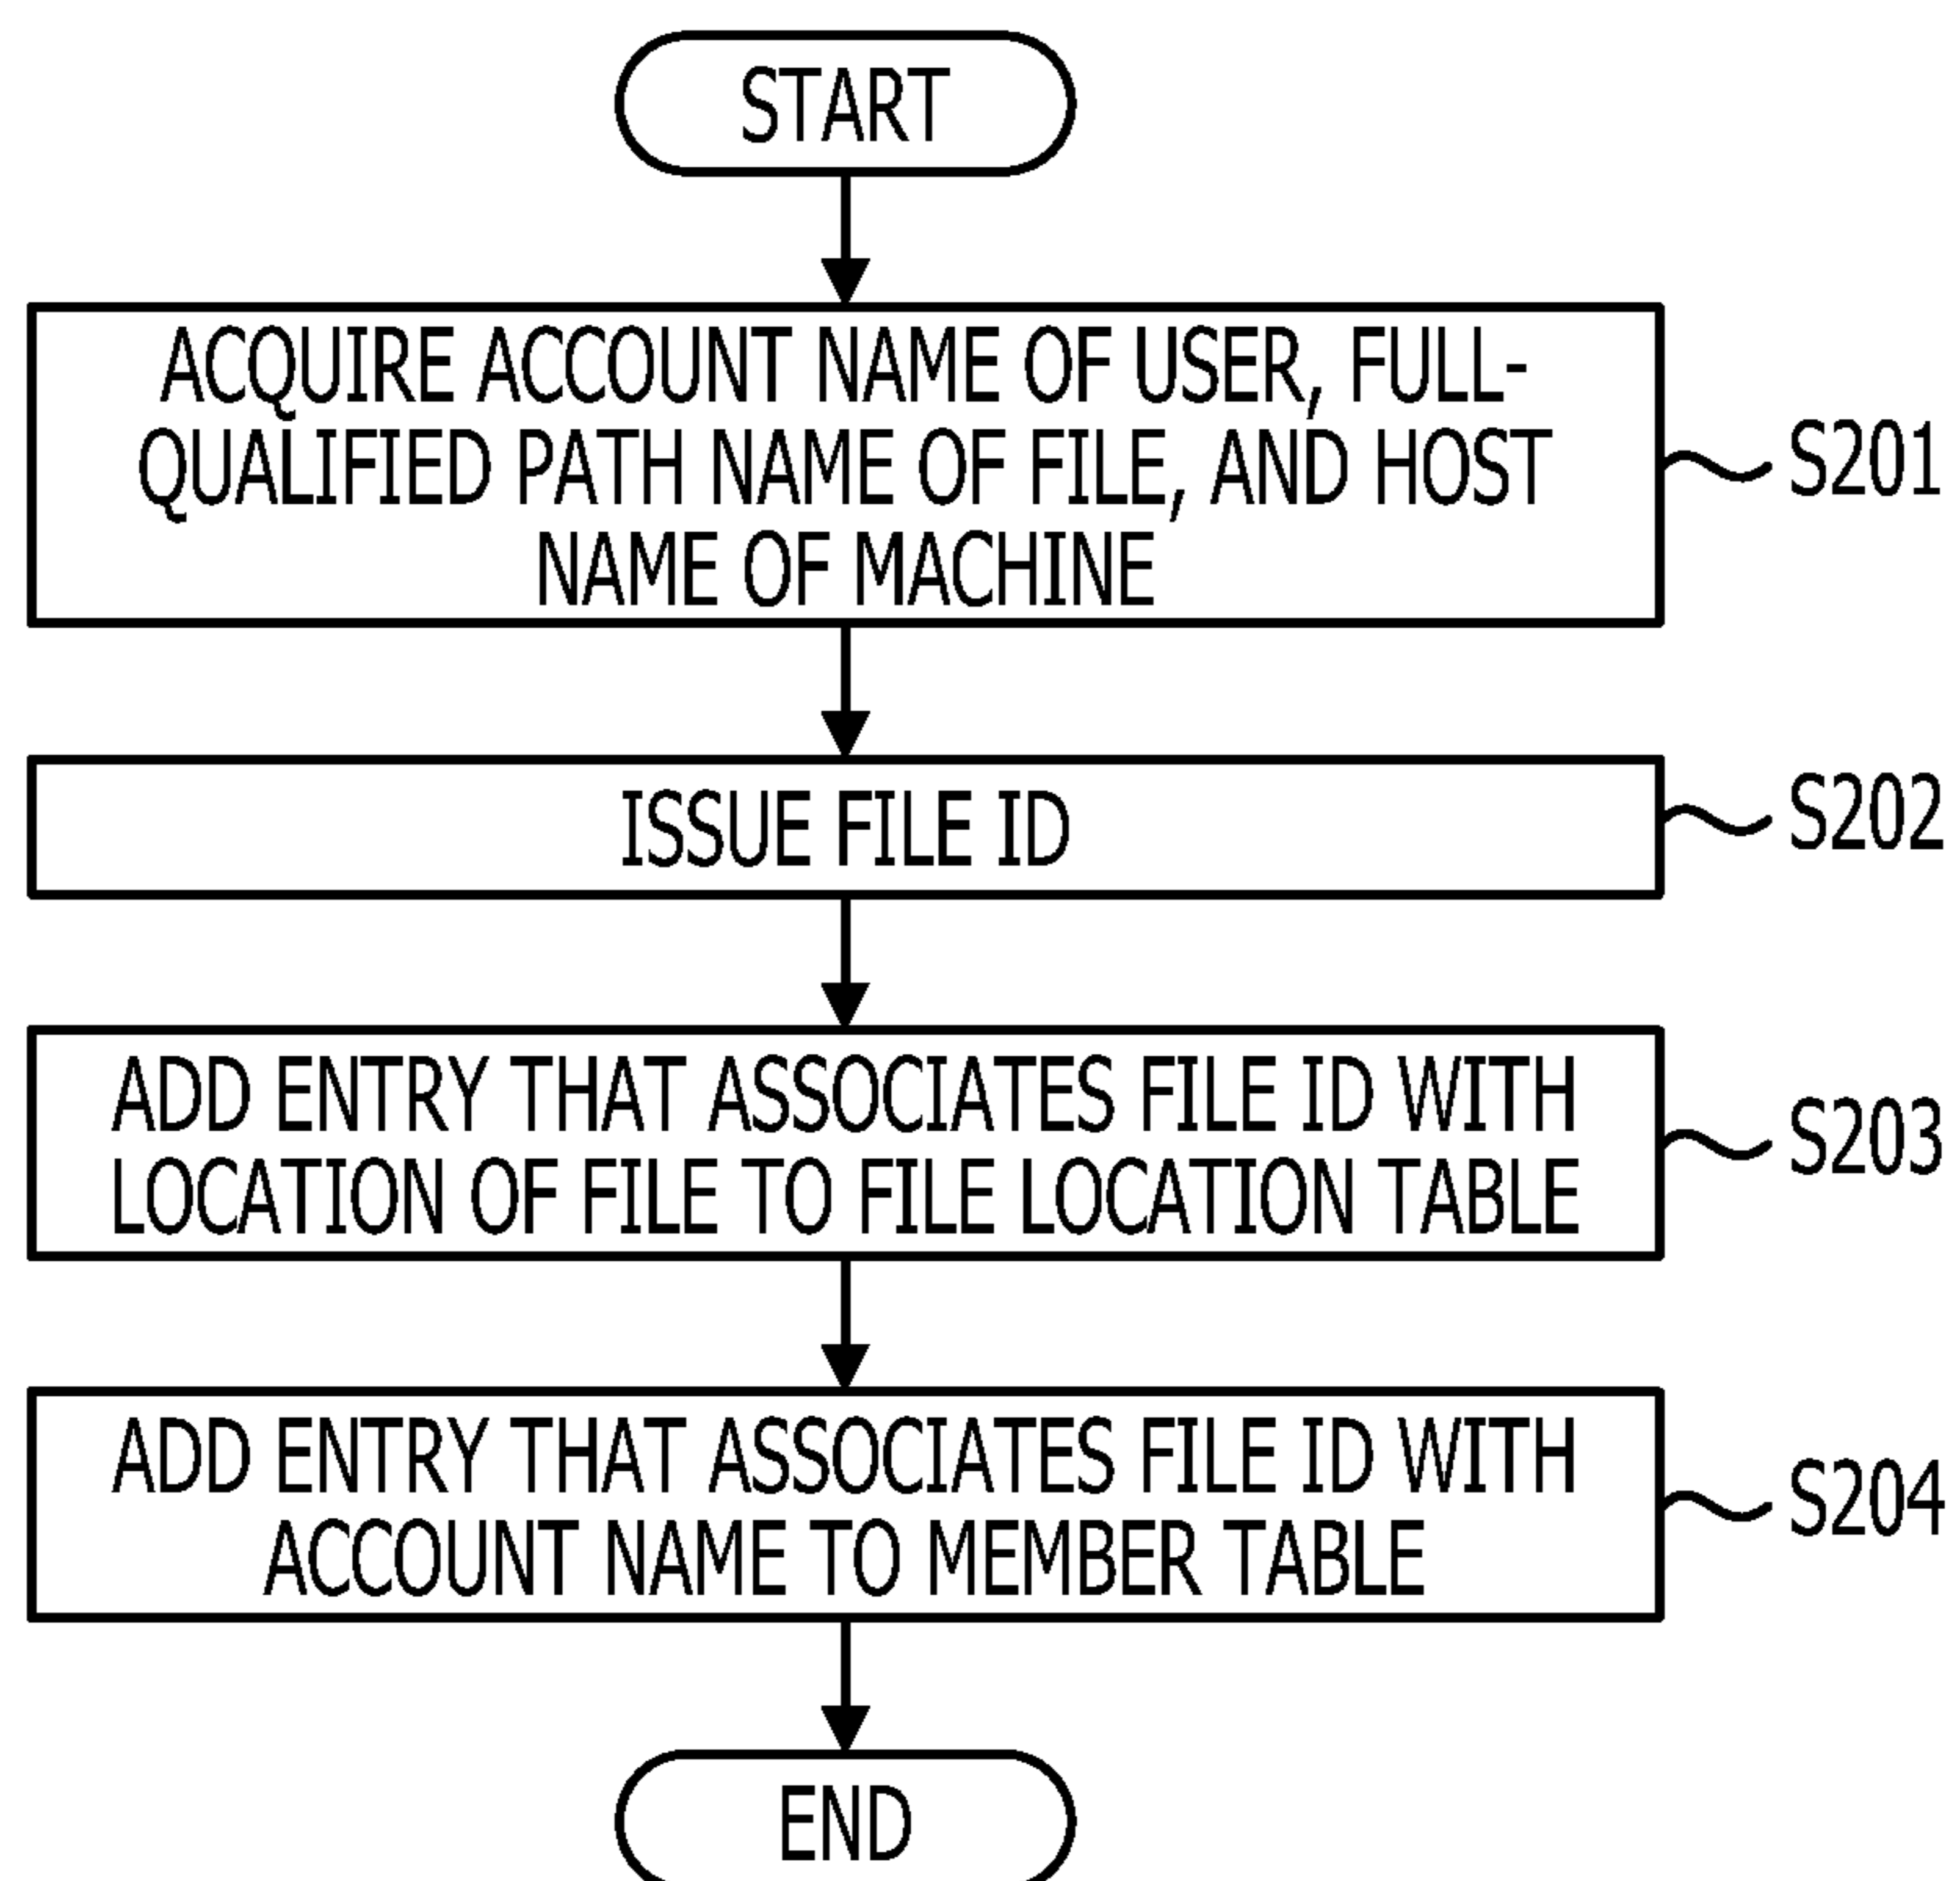 START
ACQUIRE ACCOUNT NAME OF USER, FULL-
QUALIFIED PATH NAME OF FILE, AND HOST
NAME OF MACHINE
S201
ISSUE FILE ID
S202
ADD ENTRY THAT ASSOCIATES FILE ID WITH
LOCATION OF FILE TO FILE LOCATION TABLE
S203
ADD ENTRY THAT ASSOCIATES FILE ID WITH
ACCOUNT NAME TO MEMBER TABLE
S204
END